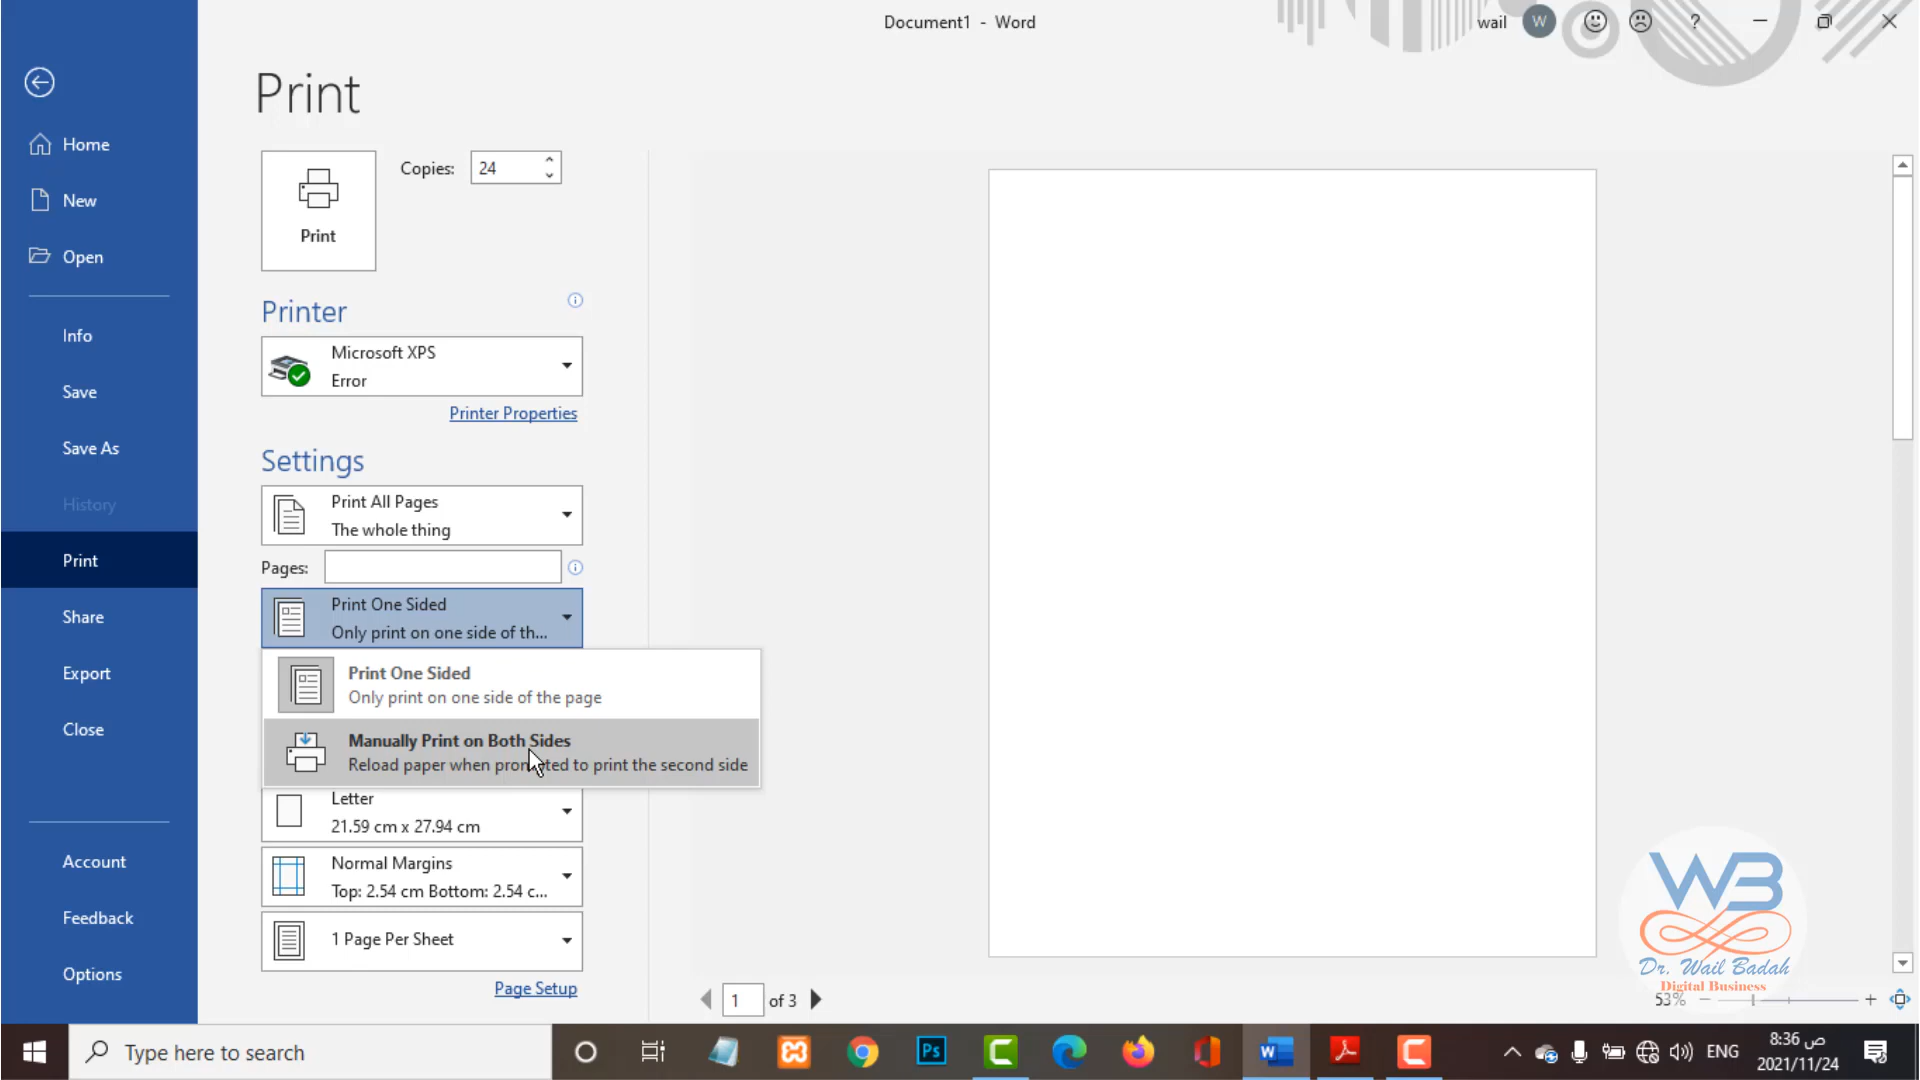 Document1 - Word
wail
W
?
Print
Home
New
Open
Info
Save
Save As
History
Print
Share
Export
Close
Account
Feedback
Options
Print
Copies:
24
Printer
Microsoft XPS
Error
Printer Properties
Settings
Print All Pages
The whole thing
Pages:
Print One Sided
Only print on one side of th...
Print One Sided
Only print on one side of the page
Manually Print on Both Sides
Reload paper when prompted to print the second side
Letter
21.59 cm x 27.94 cm
Normal Margins
Top: 2.54 cm Bottom: 2.54 c...
1 Page Per Sheet
Page Setup
1 of 3
53%
WB
Dr. Wail Badah
Digital Business
Type here to search
Ps
W
ENG
8:36 ص
2021/11/24